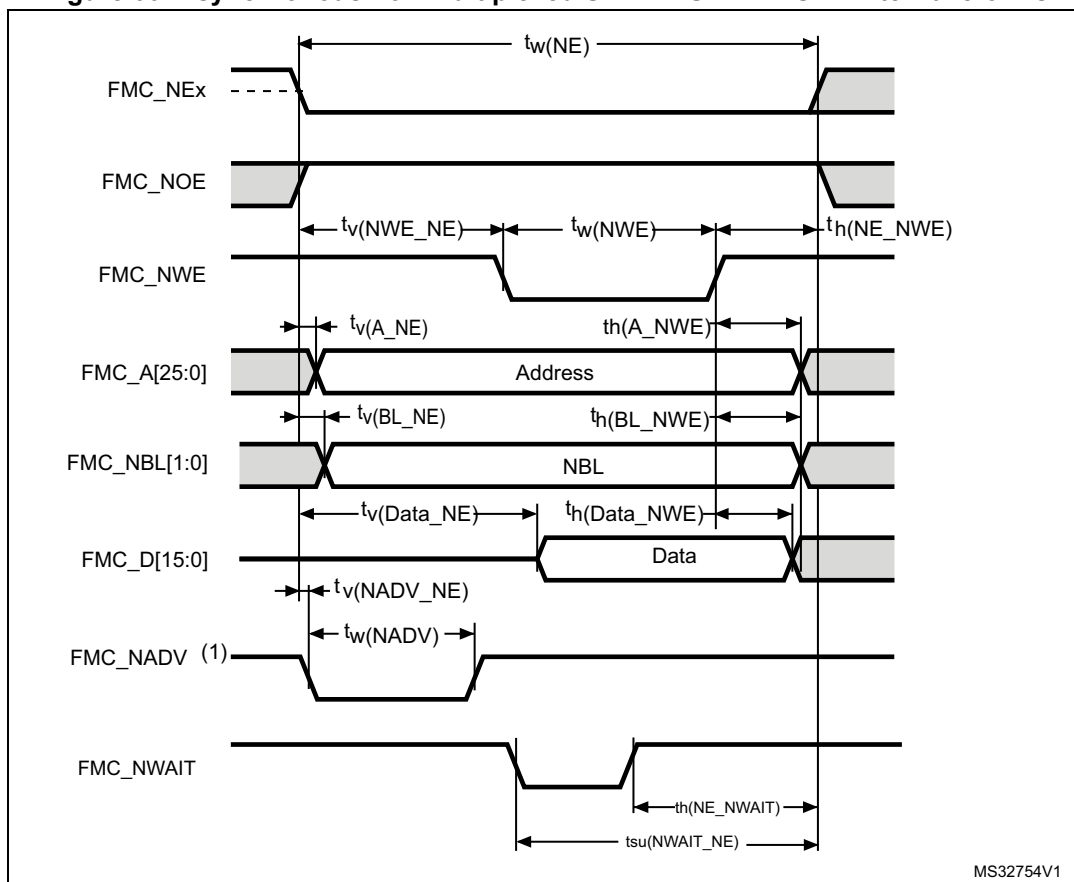 tw(NE)
FMC_NEx
FMC_NOE
tv(NWE_NE)
tw(NWE)
th(NE_NWE)
FMC_NWE
tv(A_NE)
th(A_NWE)
FMC_A[25:0]
Address
tv(BL_NE)
th(BL_NWE)
FMC_NBL[1:0]
NBL
tv(Data_NE)
th(Data_NWE)
FMC_D[15:0]
Data
tv(NADV_NE)
tw(NADV)
FMC_NADV (1)
FMC_NWAIT
th(NE_NWAIT)
tsu(NWAIT_NE)
MS32754V1